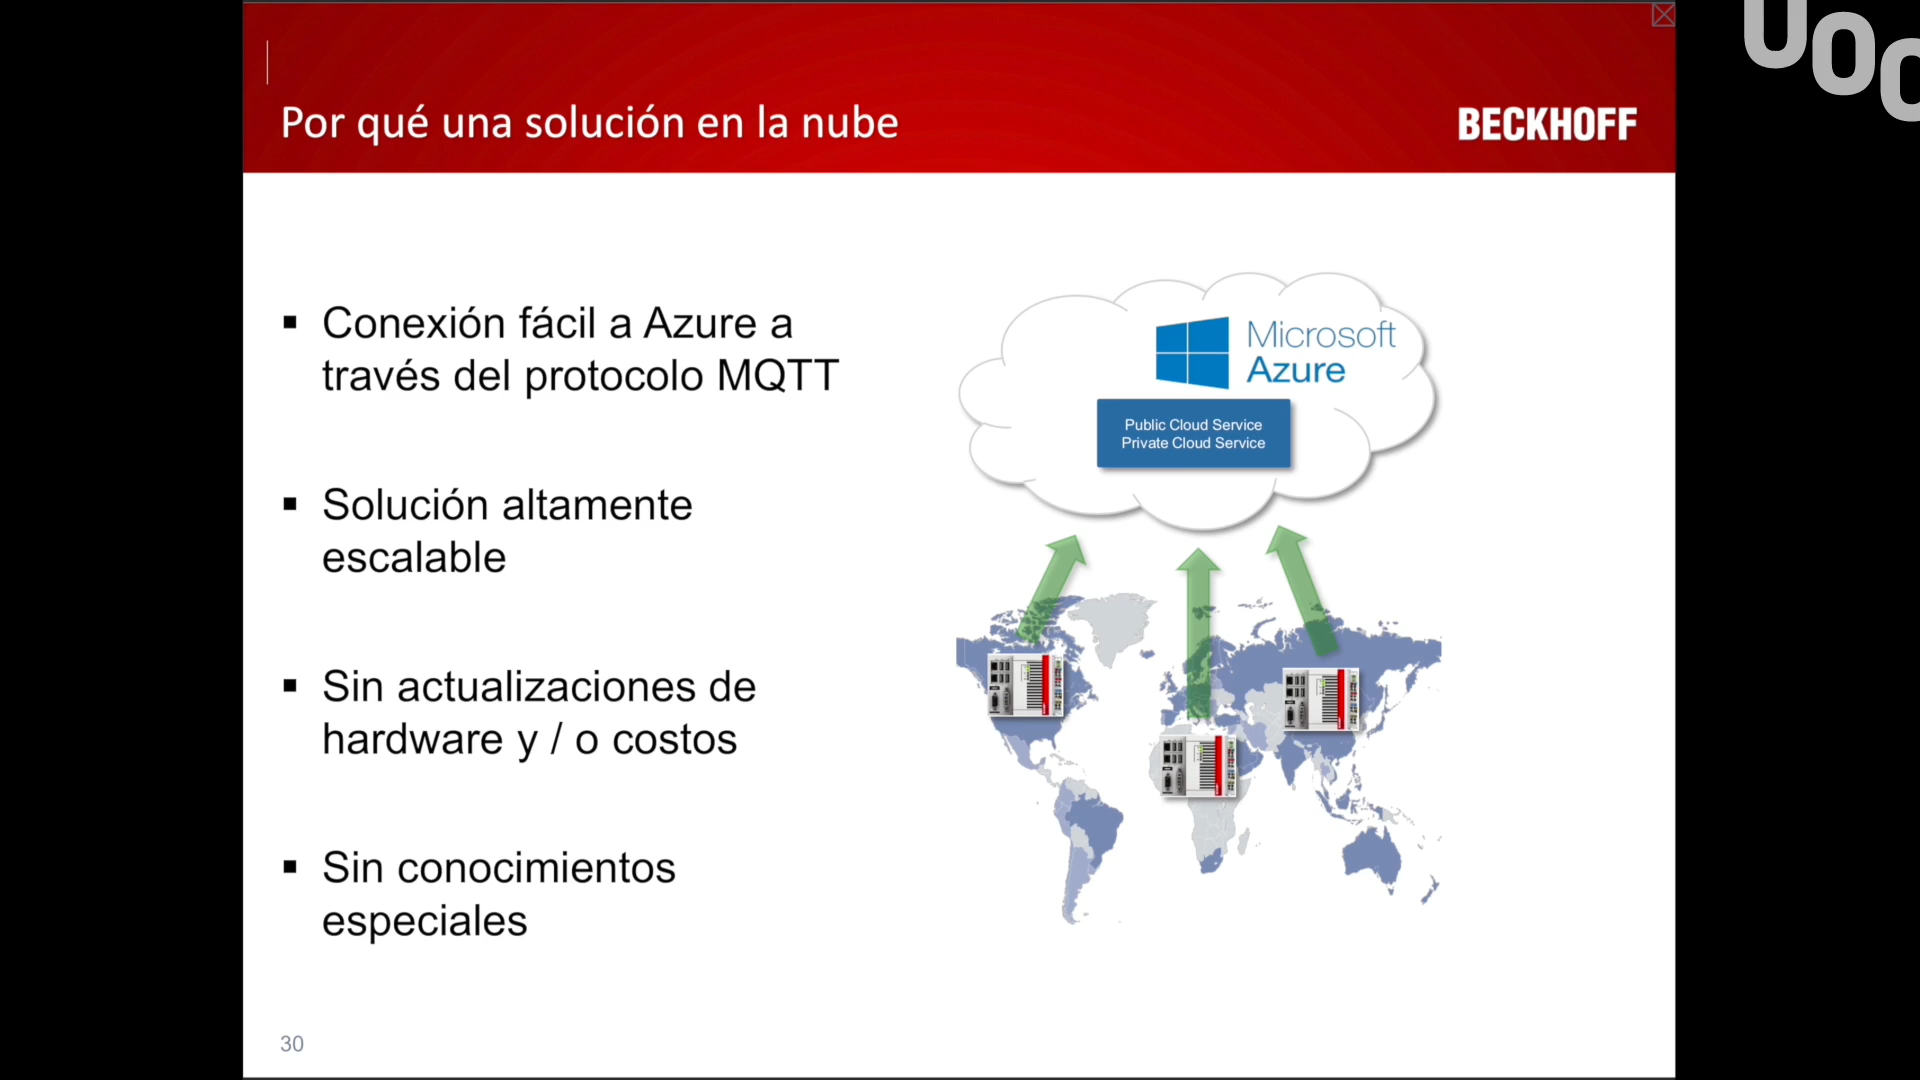 UOC
Por qué una solución en la nube
BECKHOFF
▪ Conexión fácil a Azure a
través del protocolo MQTT
▪ Solución altamente
escalable
▪ Sin actualizaciones de
hardware y / o costos
▪ Sin conocimientos
especiales
Microsoft
Azure
Public Cloud Service
Private Cloud Service
30